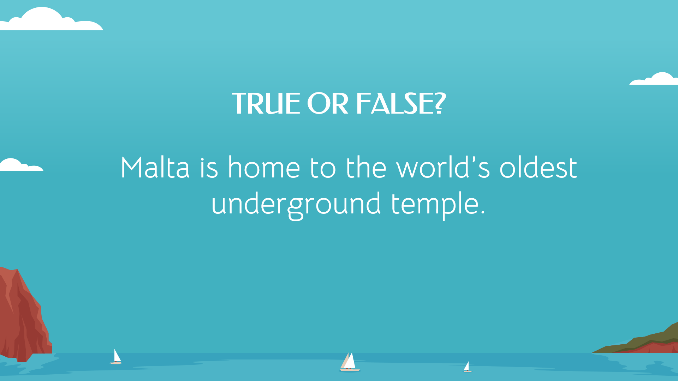 TRUE OR FALSE?
Malta is home to the world's oldest
underground temple.